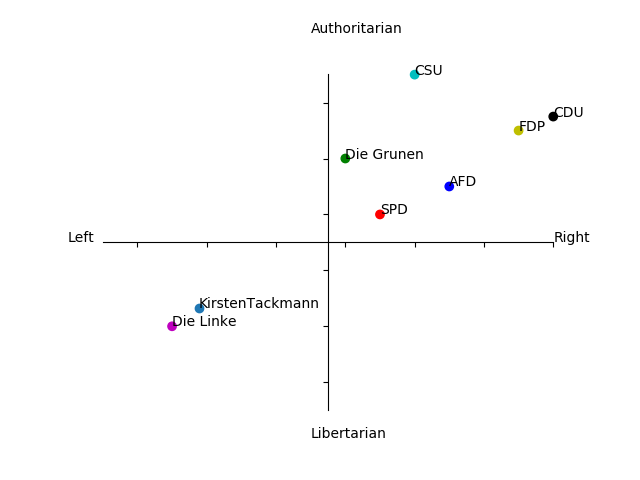 Authoritarian
CSU
CDU
FDP
Die Grunen
AFD
SPD
Left
Right
KirstenTackmann
Die Linke
Libertarian